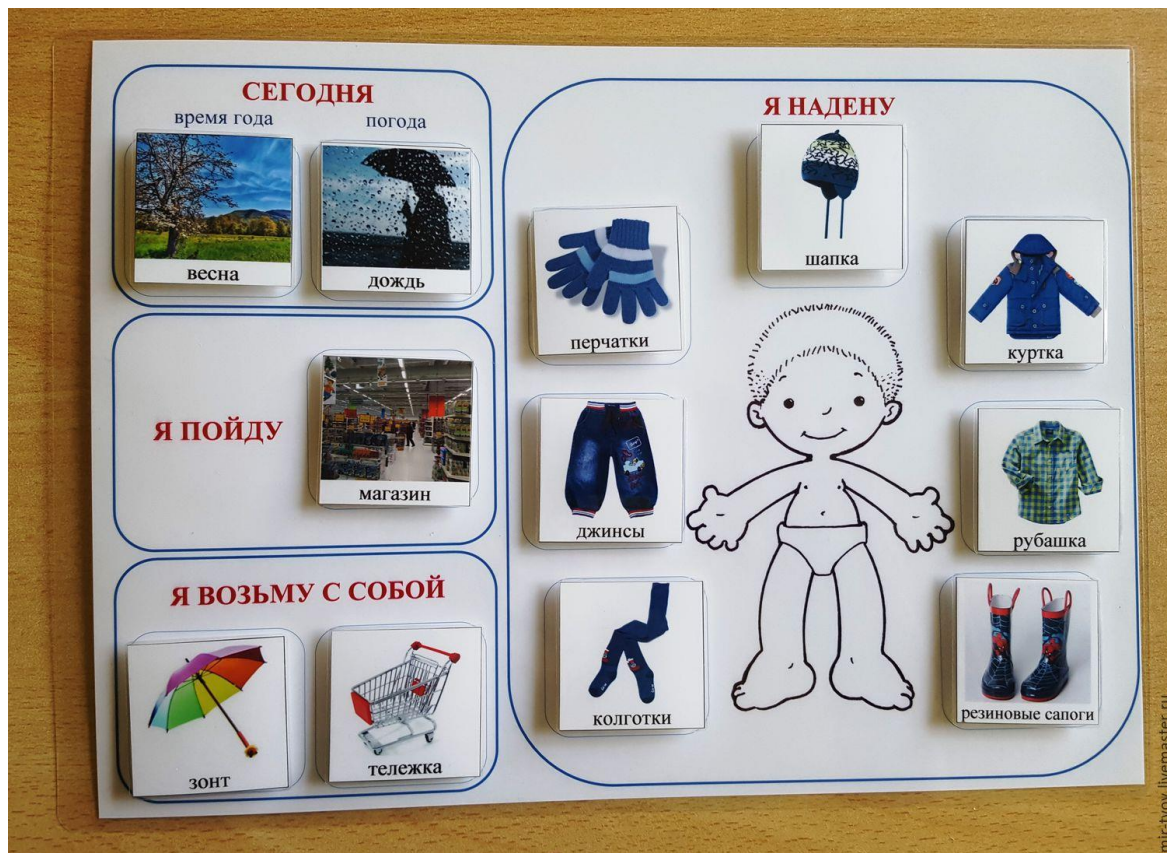 СЕГОДНЯ
время года
погода
весна
дождь
Я ПОЙДУ
магазин
Я ВОЗЬМУ С СОБОЙ
зонт
тележка
Я НАДЕНУ
шапка
перчатки
куртка
джинсы
рубашка
колготки
резиновые сапоги